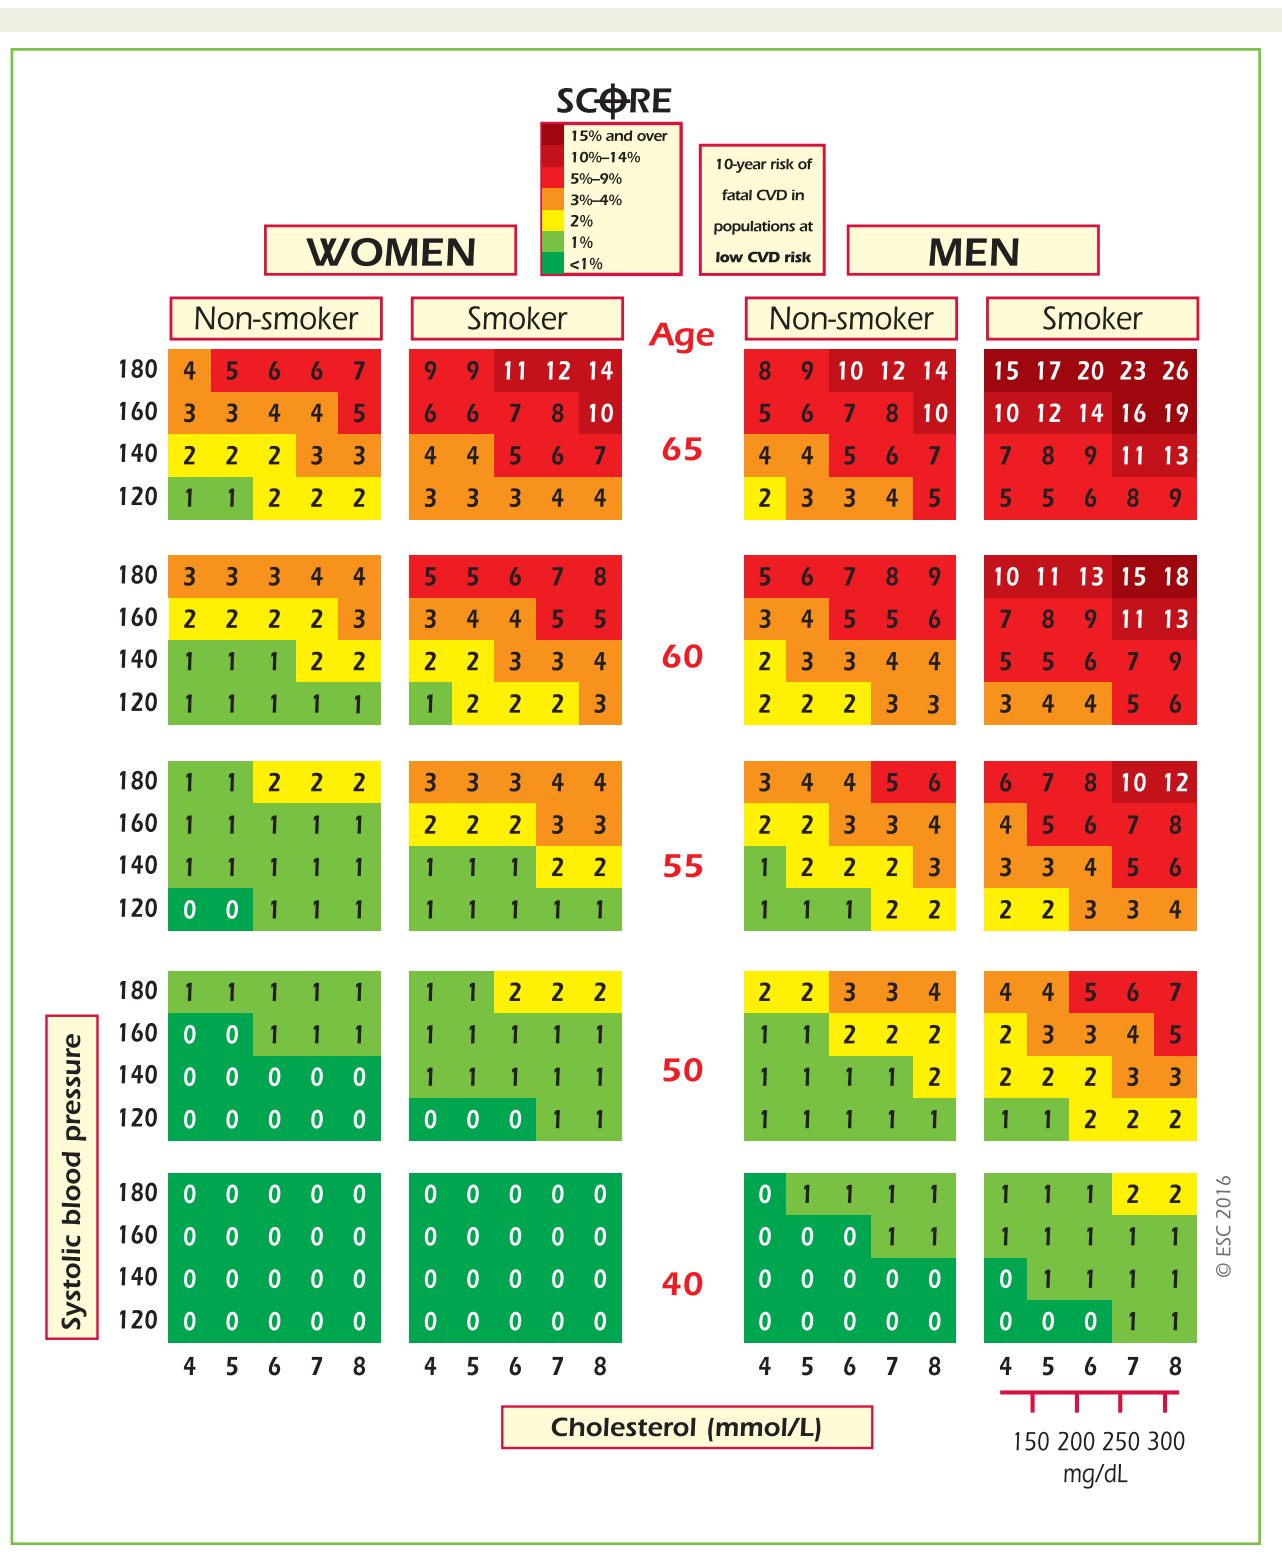 SCORE
15% and over
10%–14%
5%–9%
3%–4%
2%
1%
<1%
10-year risk of
fatal CVD in
populations at
low CVD risk
WOMEN
MEN
Non-smoker Smoker Age Non-smoker Smoker
180 4 5 6 6 7 9 9 11 12 14 8 9 10 12 14 15 17 20 23 26
160 3 3 4 4 5 6 6 7 8 10 5 6 7 8 10 10 12 14 16 19
65
140 2 2 2 3 3 4 4 5 6 7 4 4 5 6 7 7 8 9 11 13
120 1 1 2 2 2 3 3 3 4 4 2 3 3 4 5 5 5 6 8 9
180 3 3 3 4 4 5 5 6 7 8 5 6 7 8 9 10 11 13 15 18
160 2 2 2 2 3 3 4 4 5 5 3 4 5 5 6 7 8 9 11 13
60
140 1 1 1 2 2 2 2 3 3 4 2 3 3 4 4 5 5 6 7 9
120 1 1 1 1 1 1 2 2 2 3 2 2 2 3 3 3 4 4 5 6
180 1 1 2 2 2 3 3 3 4 4 3 4 4 5 6 6 7 8 10 12
160 1 1 1 1 1 2 2 2 3 3 2 2 3 3 4 4 5 6 7 8
55
140 1 1 1 1 1 1 1 1 2 2 1 2 2 2 3 3 3 4 5 6
120 0 0 1 1 1 1 1 1 1 1 1 1 1 2 2 2 2 3 3 4
180 1 1 1 1 1 1 1 2 2 2 2 2 3 3 4 4 4 5 6 7
160 0 0 1 1 1 1 1 1 1 1 1 1 2 2 2 2 3 3 4 5
50
140 0 0 0 0 0 1 1 1 1 1 1 1 1 1 2 2 2 2 3 3
120 0 0 0 0 0 0 0 0 1 1 1 1 1 1 1 1 1 2 2 2
180 0 0 0 0 0 0 0 0 0 0 0 1 1 1 1 1 1 1 2 2
160 0 0 0 0 0 0 0 0 0 0 0 0 0 1 1 1 1 1 1 1
40
140 0 0 0 0 0 0 0 0 0 0 0 0 0 0 0 0 1 1 1 1
120 0 0 0 0 0 0 0 0 0 0 0 0 0 0 0 0 0 0 1 1
4 5 6 7 8 4 5 6 7 8 4 5 6 7 8 4 5 6 7 8
Systolic blood pressure
Cholesterol (mmol/L)
150 200 250 300
mg/dL
© ESC 2016